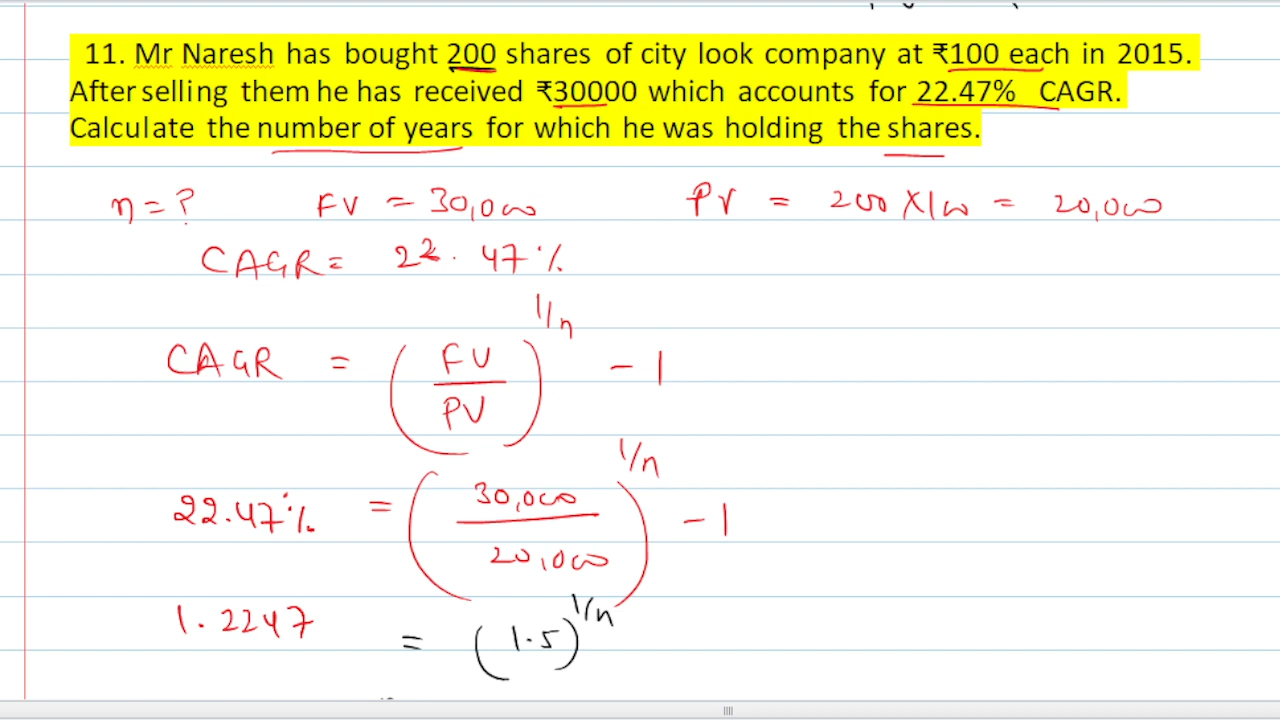 11. Mr Naresh has bought 200 shares of city look company at ₹100 each in 2015.
After selling them he has received ₹30000 which accounts for 22.47% CAGR.
Calculate the number of years for which he was holding the shares.
n = ? FV = 30,000 PV = 200 X 100 = 20,000
CAGR = 22.47%
CAGR = (FV/PV)^1/n - 1
22.47% = (30,000/20,000)^1/n - 1
1.2247 = (1.5)^1/n